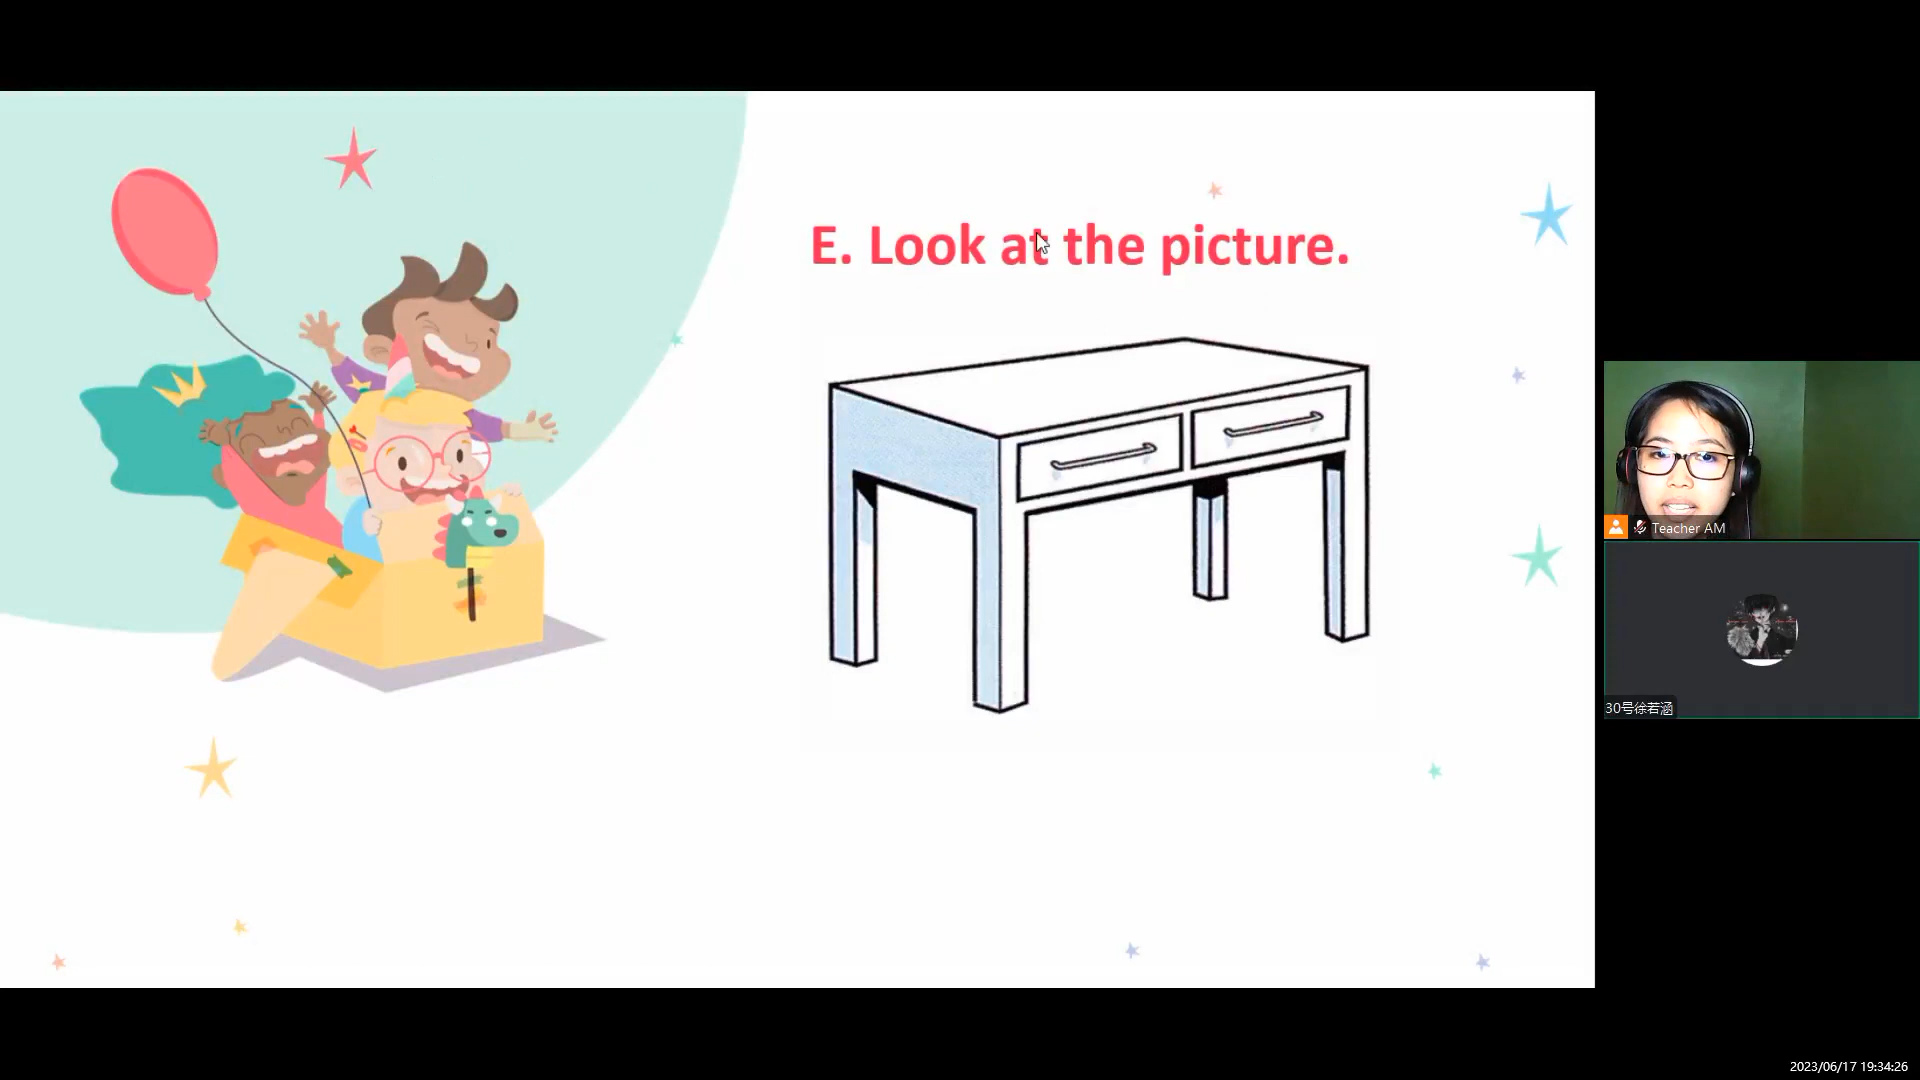 E. Look at the picture.
Teacher AM
30号徐若涵
2023/06/17 19:34:26